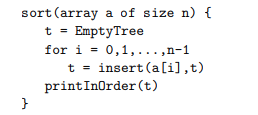 sort(array a of size n) {
t = EmptyTree
for i = 0,1,...,n-1
t = insert(a[i],t)
printInOrder(t)
}